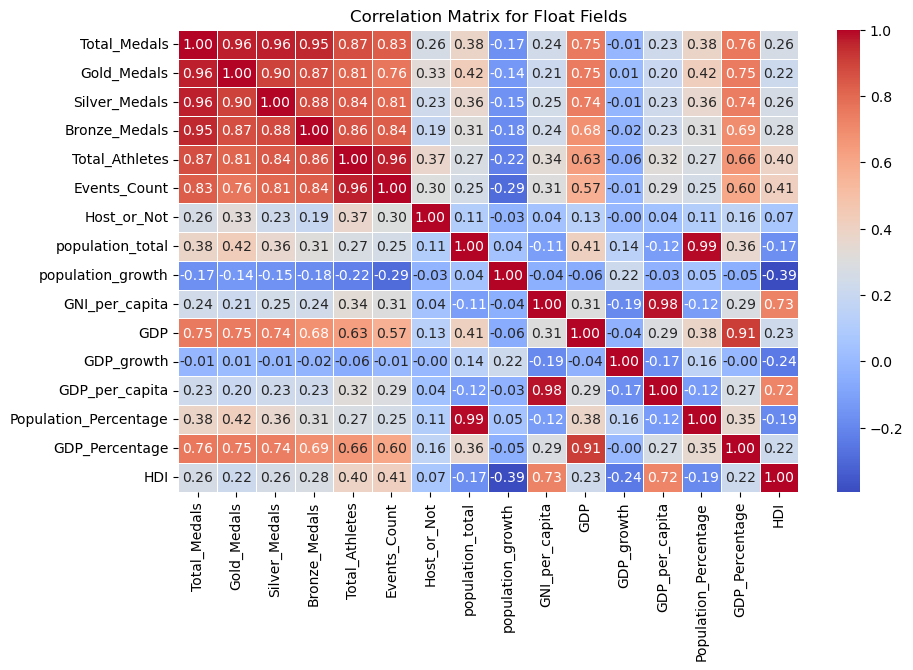 Correlation Matrix for Float Fields
Total_Medals 1.00 0.96 0.96 0.95 0.87 0.83 0.26 0.38 -0.17 0.24 0.75 -0.01 0.23 0.38 0.76 0.26
Gold_Medals 0.96 1.00 0.90 0.87 0.81 0.76 0.33 0.42 -0.14 0.21 0.75 0.01 0.20 0.42 0.75 0.22
Silver_Medals 0.96 0.90 1.00 0.88 0.84 0.81 0.23 0.36 -0.15 0.25 0.74 -0.01 0.23 0.36 0.74 0.26
Bronze_Medals 0.95 0.87 0.88 1.00 0.86 0.84 0.19 0.31 -0.18 0.24 0.68 -0.02 0.23 0.31 0.69 0.28
Total_Athletes 0.87 0.81 0.84 0.86 1.00 0.96 0.37 0.27 -0.22 0.34 0.63 -0.06 0.32 0.27 0.66 0.40
Events_Count 0.83 0.76 0.81 0.84 0.96 1.00 0.30 0.25 -0.29 0.31 0.57 -0.01 0.29 0.25 0.60 0.41
Host_or_Not 0.26 0.33 0.23 0.19 0.37 0.30 1.00 0.11 -0.03 0.04 0.13 -0.00 0.04 0.11 0.16 0.07
population_total 0.38 0.42 0.36 0.31 0.27 0.25 0.11 1.00 0.04 -0.11 0.41 0.14 -0.12 0.99 0.36 -0.17
population_growth -0.17 -0.14 -0.15 -0.18 -0.22 -0.29 -0.03 0.04 1.00 -0.04 -0.06 0.22 -0.03 0.05 -0.05 -0.39
GNI_per_capita 0.24 0.21 0.25 0.24 0.34 0.31 0.04 -0.11 -0.04 1.00 0.31 -0.19 0.98 -0.12 0.29 0.73
GDP 0.75 0.75 0.74 0.68 0.63 0.57 0.13 0.41 -0.06 0.31 1.00 -0.04 0.29 0.38 0.91 0.23
GDP_growth -0.01 0.01 -0.01 -0.02 -0.06 -0.01 -0.00 0.14 0.22 -0.19 -0.04 1.00 -0.17 0.16 -0.00 -0.24
GDP_per_capita 0.23 0.20 0.23 0.23 0.32 0.29 0.04 -0.12 -0.03 0.98 0.29 -0.17 1.00 -0.12 0.27 0.72
Population_Percentage 0.38 0.42 0.36 0.31 0.27 0.25 0.11 0.99 0.05 -0.12 0.38 0.16 -0.12 1.00 0.35 -0.19
GDP_Percentage 0.76 0.75 0.74 0.69 0.66 0.60 0.16 0.36 -0.05 0.29 0.91 -0.00 0.27 0.35 1.00 0.22
HDI 0.26 0.22 0.26 0.28 0.40 0.41 0.07 -0.17 -0.39 0.73 0.23 -0.24 0.72 -0.19 0.22 1.00
Total_Medals
Gold_Medals
Silver_Medals
Bronze_Medals
Total_Athletes
Events_Count
Host_or_Not
population_total
population_growth
GNI_per_capita
GDP
GDP_growth
GDP_per_capita
Population_Percentage
GDP_Percentage
HDI
1.0
0.8
0.6
0.4
0.2
0.0
−0.2